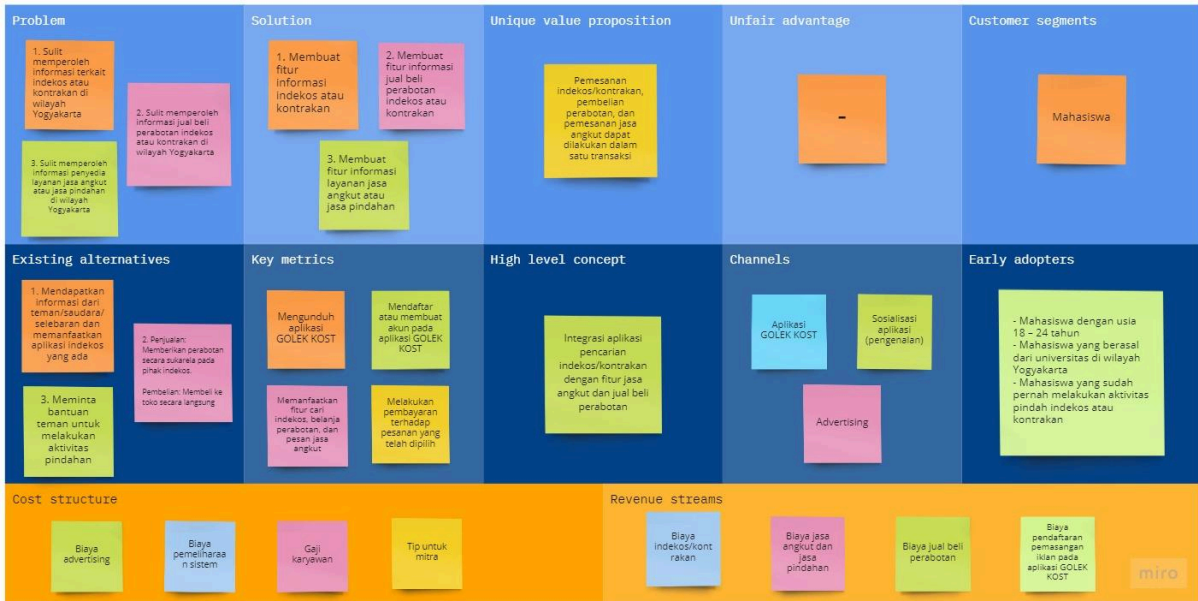 Problem
1. Sulit
memperoleh
informasi terkait
indekos atau
kontrakan di
wilayah
Yogyakarta
2. Sulit memperoleh
informasi jual beli
perabotan indekos
atau kontrakan di
wilayah Yogyakarta
3. Sulit memperoleh
informasi penyedia
layanan jasa angkut
atau jasa pindahan
di wilayah
Yogyakarta
Solution
1. Membuat
fitur
informasi
indekos atau
kontrakan
2. Membuat
fitur informasi
jual beli
perabotan
indekos atau
kontrakan
3. Membuat
fitur informasi
layanan jasa
angkut atau
jasa pindahan
Unique value proposition
Pemesanan
indekos/kontrakan,
pembelian
perabotan, dan
pemesanan jasa
angkut dapat
dilakukan dalam
satu transaksi
Unfair advantage
-
Customer segments
Mahasiswa
Existing alternatives
1. Mendapatkan
informasi dari
teman/saudara/
selebaran dan
memanfaatkan
aplikasi indekos
yang ada
2. Penjualan:
Memberikan perabotan
secara sukarela pada
pihak indekos.
Pembelian: Membeli ke
toko secara langsung
3. Meminta
bantuan
teman untuk
melakukan
aktivitas
pindahan
Key metrics
Mengunduh
aplikasi
GOLEK KOST
Mendaftar
atau membuat
akun pada
aplikasi GOLEK
KOST
Memanfaatkan
fitur cari
indekos, belanja
perabotan, dan
pesan jasa
angkut
Melakukan
pembayaran
terhadap
pesanan yang
telah dipilih
High level concept
Integrasi aplikasi
pencarian
indekos/kontrakan
dengan fitur jasa
angkut dan jual beli
perabotan
Channels
Aplikasi
GOLEK KOST
Sosialisasi
aplikasi
(pengenalan)
Advertising
Early adopters
- Mahasiswa dengan usia
18 – 24 tahun
- Mahasiswa yang berasal
dari universitas di wilayah
Yogyakarta
- Mahasiswa yang sudah
pernah melakukan aktivitas
pindah indekos atau
kontrakan
Cost structure
Biaya
advertising
Biaya
pemeliharaa
n sistem
Gaji
karyawan
Tip untuk
mitra
Revenue streams
Biaya
indekos/kont
rakan
Biaya jasa
angkut dan
jasa
pindahan
Biaya jual beli
perabotan
Biaya
pendaftaran
pemasangan
iklan pada
aplikasi GOLEK
KOST
miro